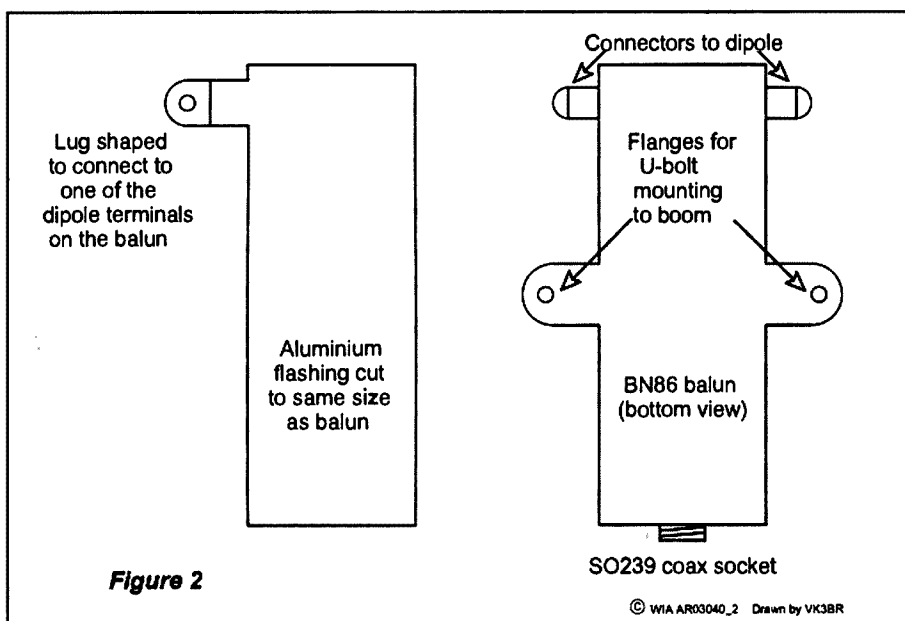 Connectors to dipole
Lug shaped
to connect to
one of the
dipole terminals
on the balun
Flanges for
U-bolt
mounting
to boom
Aluminium
flashing cut
to same size
as balun
BN86 balun
(bottom view)
SO239 coax socket
Figure 2
© WIA AR03040_2 Drawn by VK3BR